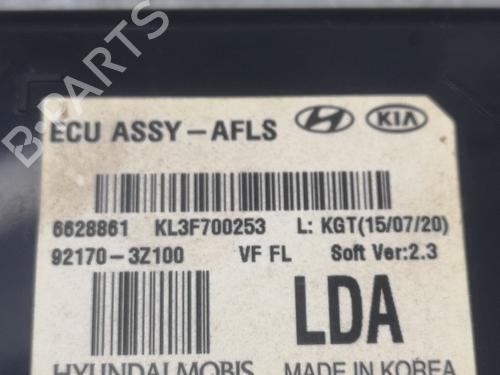 ECU ASSY-AFLS KIA
6628861 KL3F700253 L: KGT(15/07/20)
92170-3Z100 VF FL Soft Ver:2.3
LDA
HYUNDAI MOBIS MADE IN KOREA